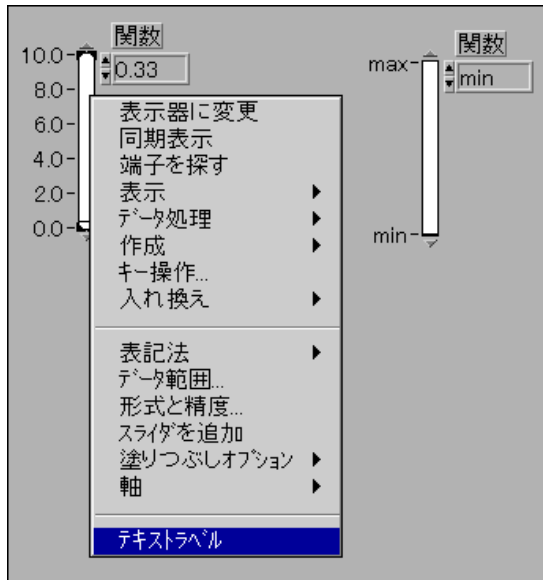 関数
10.0
0.33
8.0
6.0
4.0
2.0
0.0
表示器に変更
同期表示
端子を探す
表示
ﾃﾞｰﾀ処理
作成
キー操作...
入れ換え
表記法
ﾃﾞｰﾀ範囲...
形式と精度...
ｽﾗｲﾀﾞを追加
塗りつぶしｵﾌﾟｼｮﾝ
軸
ﾃｷｽﾄﾗﾍﾞﾙ
関数
max
min
min